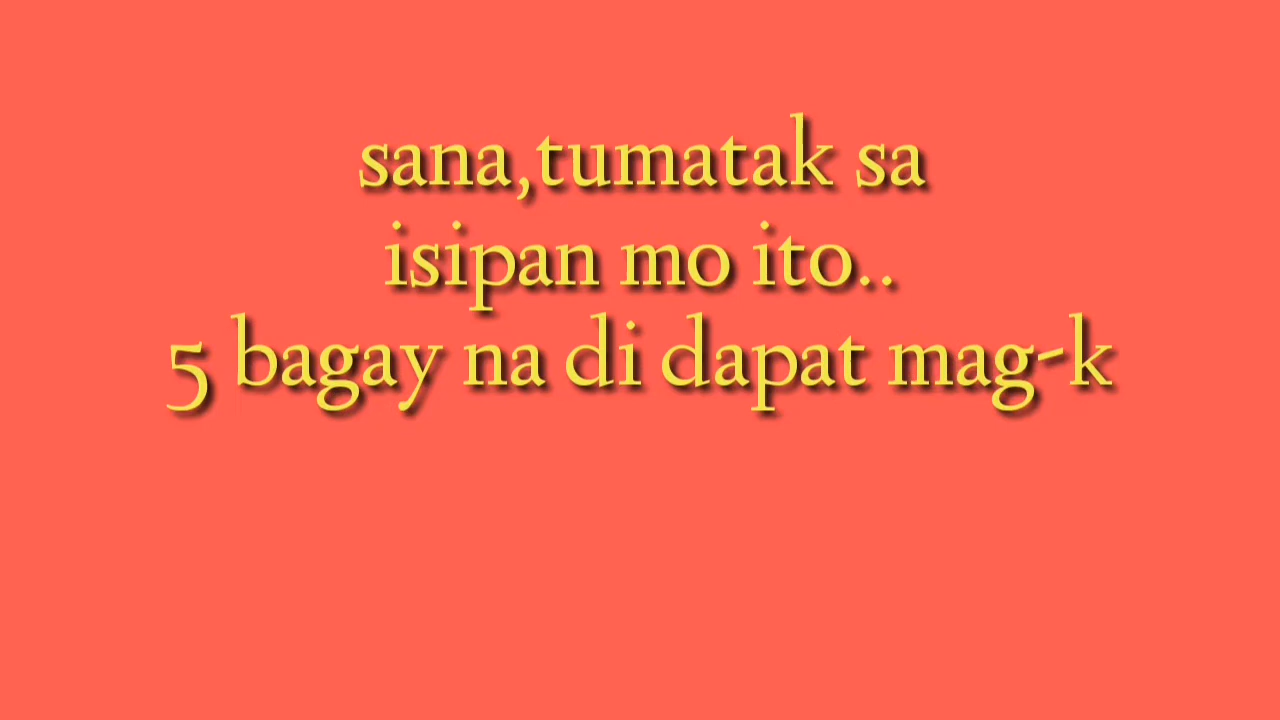 sana,tumatak sa
isipan mo ito..
5 bagay na di dapat mag-k